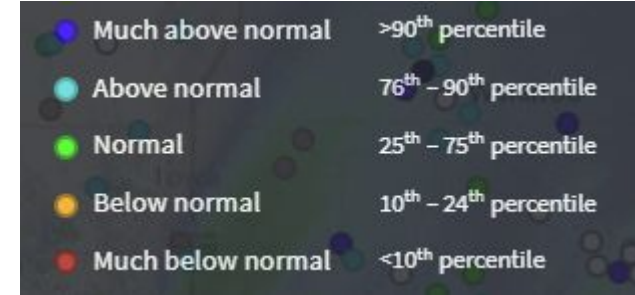 Much above normal >90th percentile
Above normal 76th – 90th percentile
Normal 25th – 75th percentile
Below normal 10th – 24th percentile
Much below normal <10th percentile